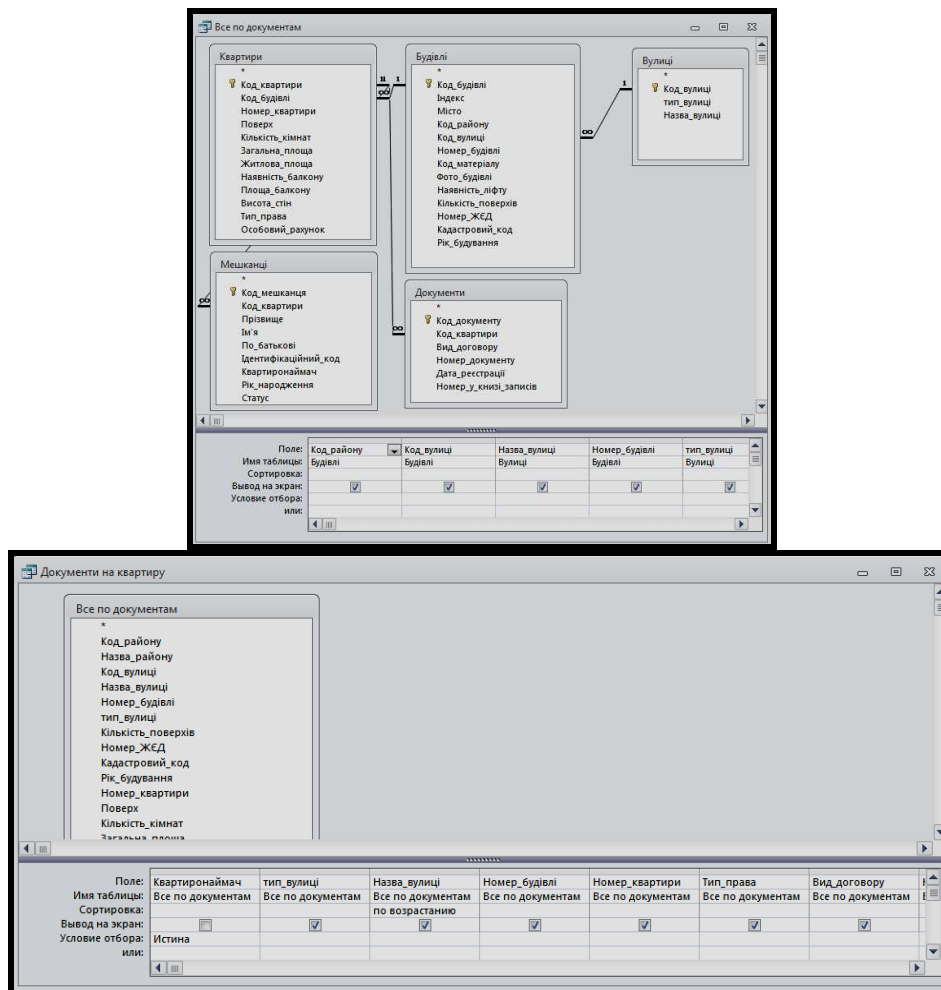 Все по документам
Квартири
*
Код_квартири
Код_будівлі
Номер_квартири
Поверх
Кількість_кімнат
Загальна_площа
Житлова_площа
Наявність_балкону
Площа_балкону
Висота_стін
Тип_права
Особовий_рахунок
Будівлі
*
Код_будівлі
Індекс
Місто
Код_району
Код_вулиці
Номер_будівлі
Код_матеріалу
Фото_будівлі
Наявність_ліфту
Кількість_поверхів
Номер_ЖЄД
Кадастровий_код
Рік_будування
Вулиці
*
Код_вулиці
тип_вулиці
Назва_вулиці
1
1
∞
∞
∞
∞
Мешканці
*
Код_мешканця
Код_квартири
Прізвище
Ім'я
По_батькові
Ідентифікаційний_код
Квартиронаймач
Рік_народження
Статус
Документи
*
Код_документу
Код_квартири
Вид_договору
Номер_документу
Дата_реєстрації
Номер_у_книзі_записів
Поле: Код_району Код_вулиці Назва_вулиці Номер_будівлі тип_вулиці
Имя таблицы: Будівлі Будівлі Вулиці Будівлі Вулиці
Сортировка:
Вывод на экран:
Условие отбора:
или:
Документи на квартиру
Все по документам
*
Код_району
Назва_району
Код_вулиці
Назва_вулиці
Номер_будівлі
тип_вулиці
Кількість_поверхів
Номер_ЖЄД
Кадастровий_код
Рік_будування
Номер_квартири
Поверх
Кількість_кімнат
Загальна_площа
Поле: Квартиронаймач тип_вулиці Назва_вулиці Номер_будівлі Номер_квартири Тип_права Вид_договору
Имя таблицы: Все по документам Все по документам Все по документам Все по документам Все по документам Все по документам Все по документам
Сортировка: по возрастанию
Вывод на экран:
Условие отбора: Истина
или: